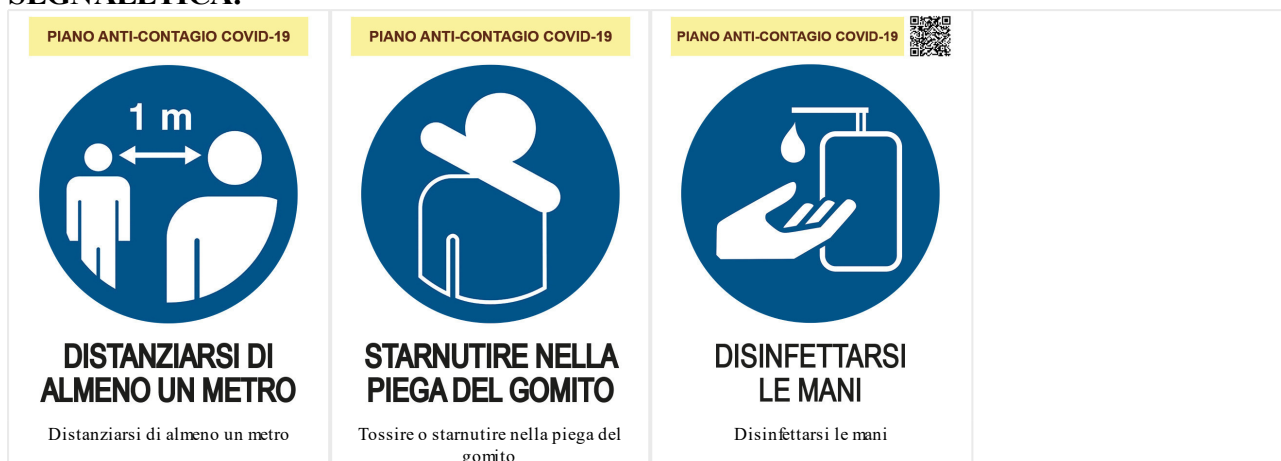 SEGNALETICA:
PIANO ANTI-CONTAGIO COVID-19
1 m
DISTANZIARSI DI
ALMENO UN METRO
Distanziarsi di almeno un metro
PIANO ANTI-CONTAGIO COVID-19
STARNUTIRE NELLA
PIEGA DEL GOMITO
Tossire o starnutire nella piega del
gomito
PIANO ANTI-CONTAGIO COVID-19
DISINFETTARSI
LE MANI
Disinfettarsi le mani